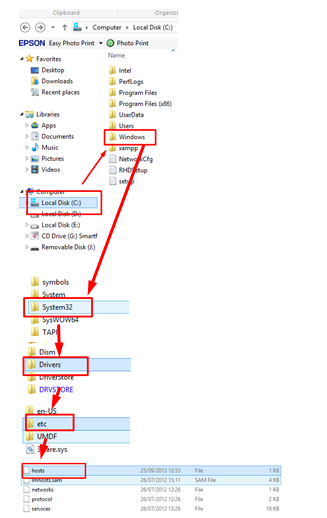 Clipboard
Organize
Computer ▸ Local Disk (C:)
EPSON Easy Photo Print Photo Print
Name
Favorites
Desktop
Downloads
Recent places
Intel
PerfLogs
Program Files
Program Files (x86)
UserData
Users
Windows
xampp
NetworkCfg
RHDSetup
setup
Libraries
Apps
Documents
Music
Pictures
Videos
Computer
Local Disk (C:)
Local Disk (D:)
Local Disk (E:)
CD Drive (G:) Smartf
Removable Disk (J:)
symbols
System
System32
SysWOW64
TAPI
Dism
Drivers
DriverStore
DRVSTORE
en-US
etc
UMDF
3ware.sys
hosts 25/09/2013 12:53 File 1 KB
lmhosts.sam 26/07/2012 15:11 SAM File 4 KB
networks 26/07/2012 12:26 File 1 KB
protocol 26/07/2012 12:26 File 2 KB
services 26/07/2012 12:26 File 18 KB